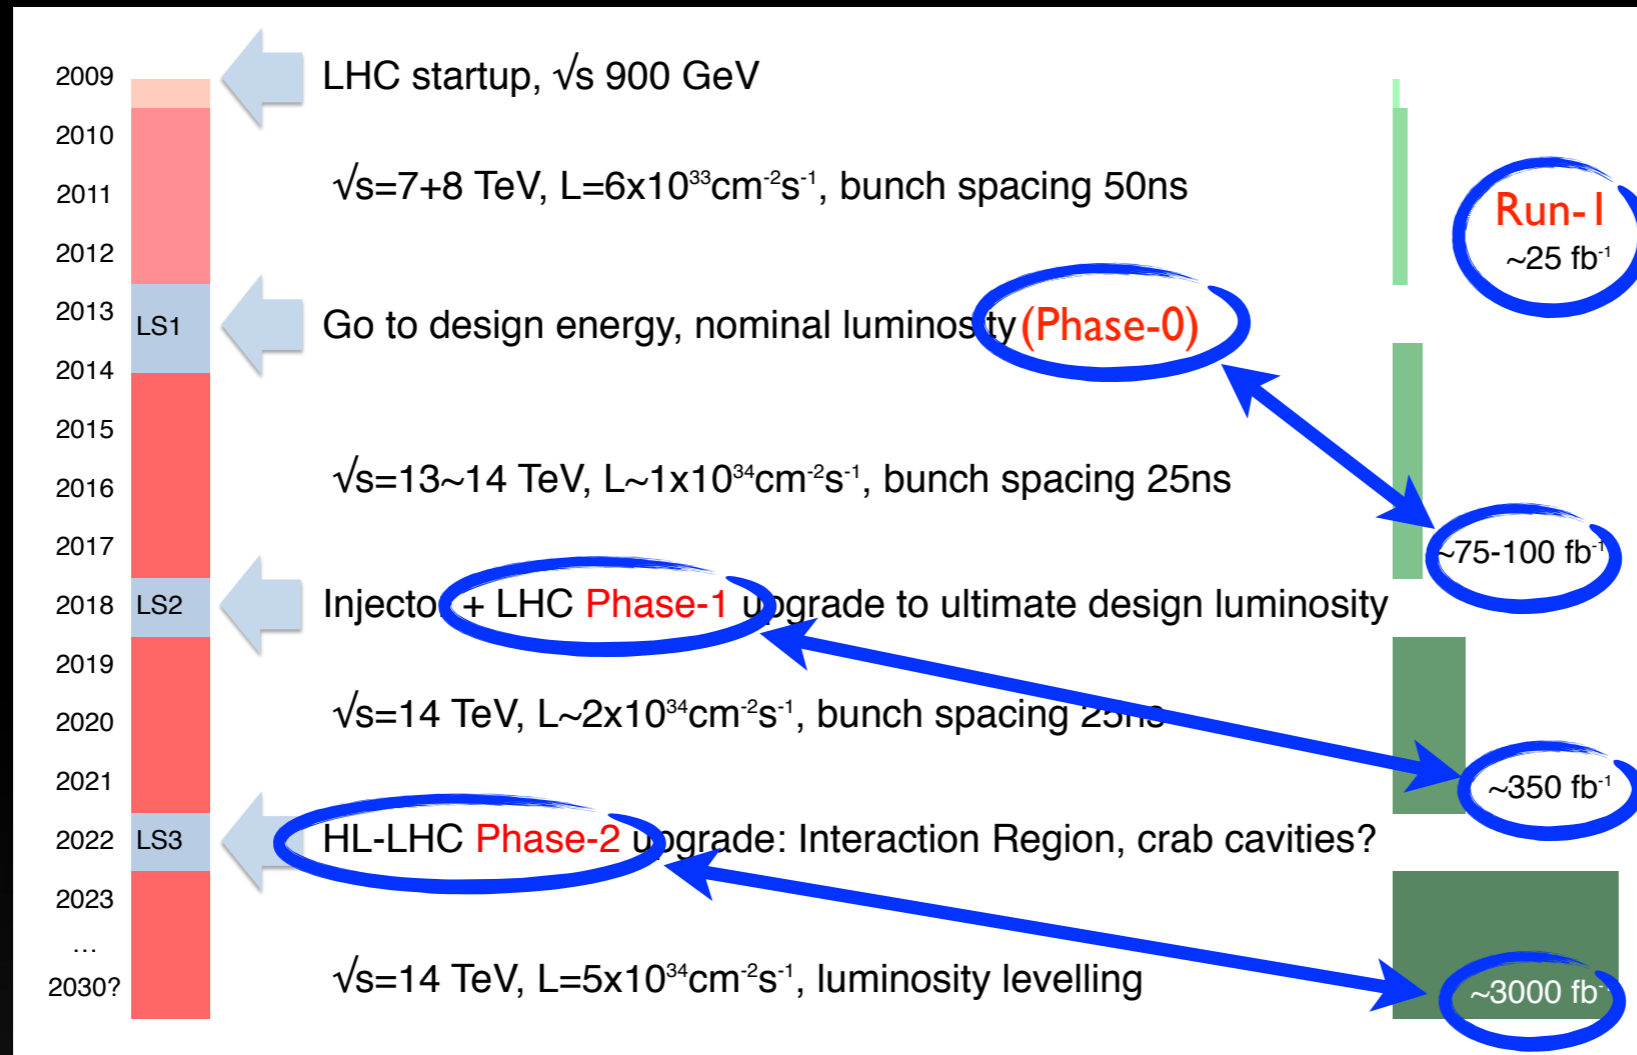 2009
LHC startup, √s 900 GeV
2010
√s=7+8 TeV, L=6x10³³cm⁻²s⁻¹, bunch spacing 50ns
2011
Run-1
2012
~25 fb⁻¹
2013
LS1
Go to design energy, nominal luminosity (Phase-0)
2014
2015
√s=13~14 TeV, L~1x10³⁴cm⁻²s⁻¹, bunch spacing 25ns
2016
2017
~75-100 fb⁻¹
2018
LS2
Injector + LHC Phase-1 upgrade to ultimate design luminosity
2019
√s=14 TeV, L~2x10³⁴cm⁻²s⁻¹, bunch spacing 25ns
2020
2021
~350 fb⁻¹
2022
LS3
HL-LHC Phase-2 upgrade: Interaction Region, crab cavities?
2023
...
√s=14 TeV, L=5x10³⁴cm⁻²s⁻¹, luminosity levelling
2030?
~3000 fb⁻¹